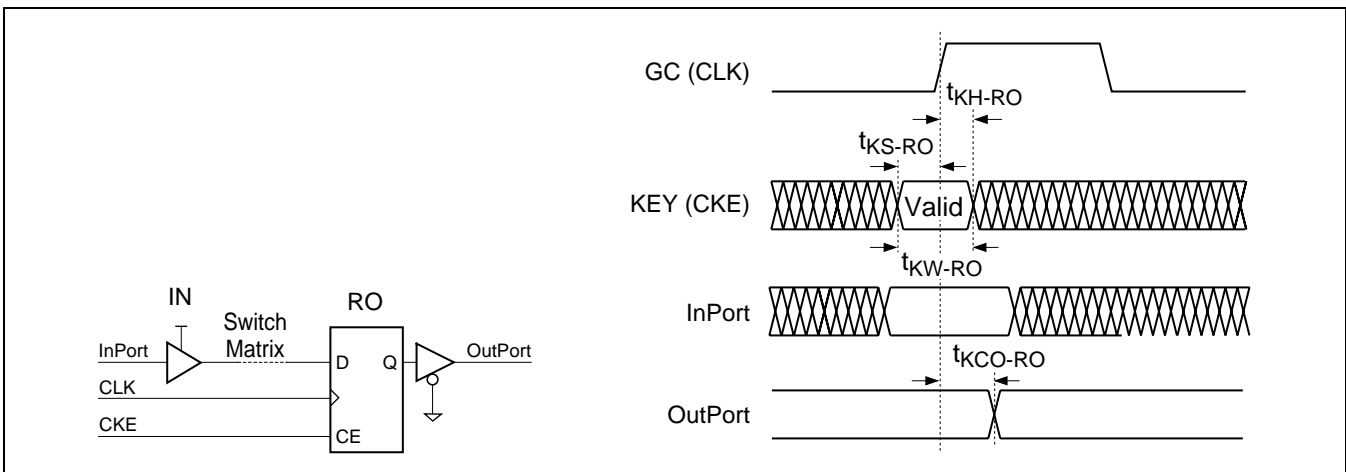 GC (CLK)
tKH-RO
tKS-RO
KEY (CKE)
Valid
tKW-RO
InPort
tKCO-RO
OutPort
IN
Switch
Matrix
RO
InPort
D
Q
OutPort
CLK
CKE
CE